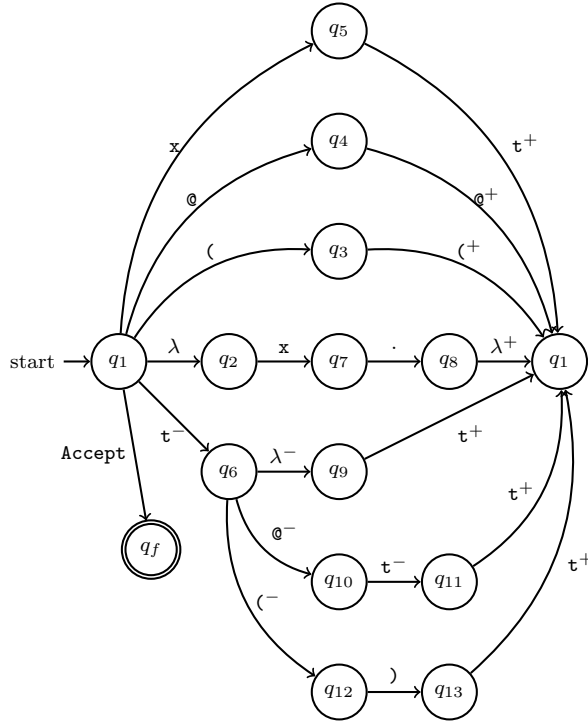 q5
x
t+
q4
@
@+
q3
(
(+
start
q1
λ
q2
x
q7
·
q8
λ+
q1
t−
Accept
q6
λ−
q9
t+
qf
@−
q10
t−
q11
t+
(−
t+
q12
)
q13